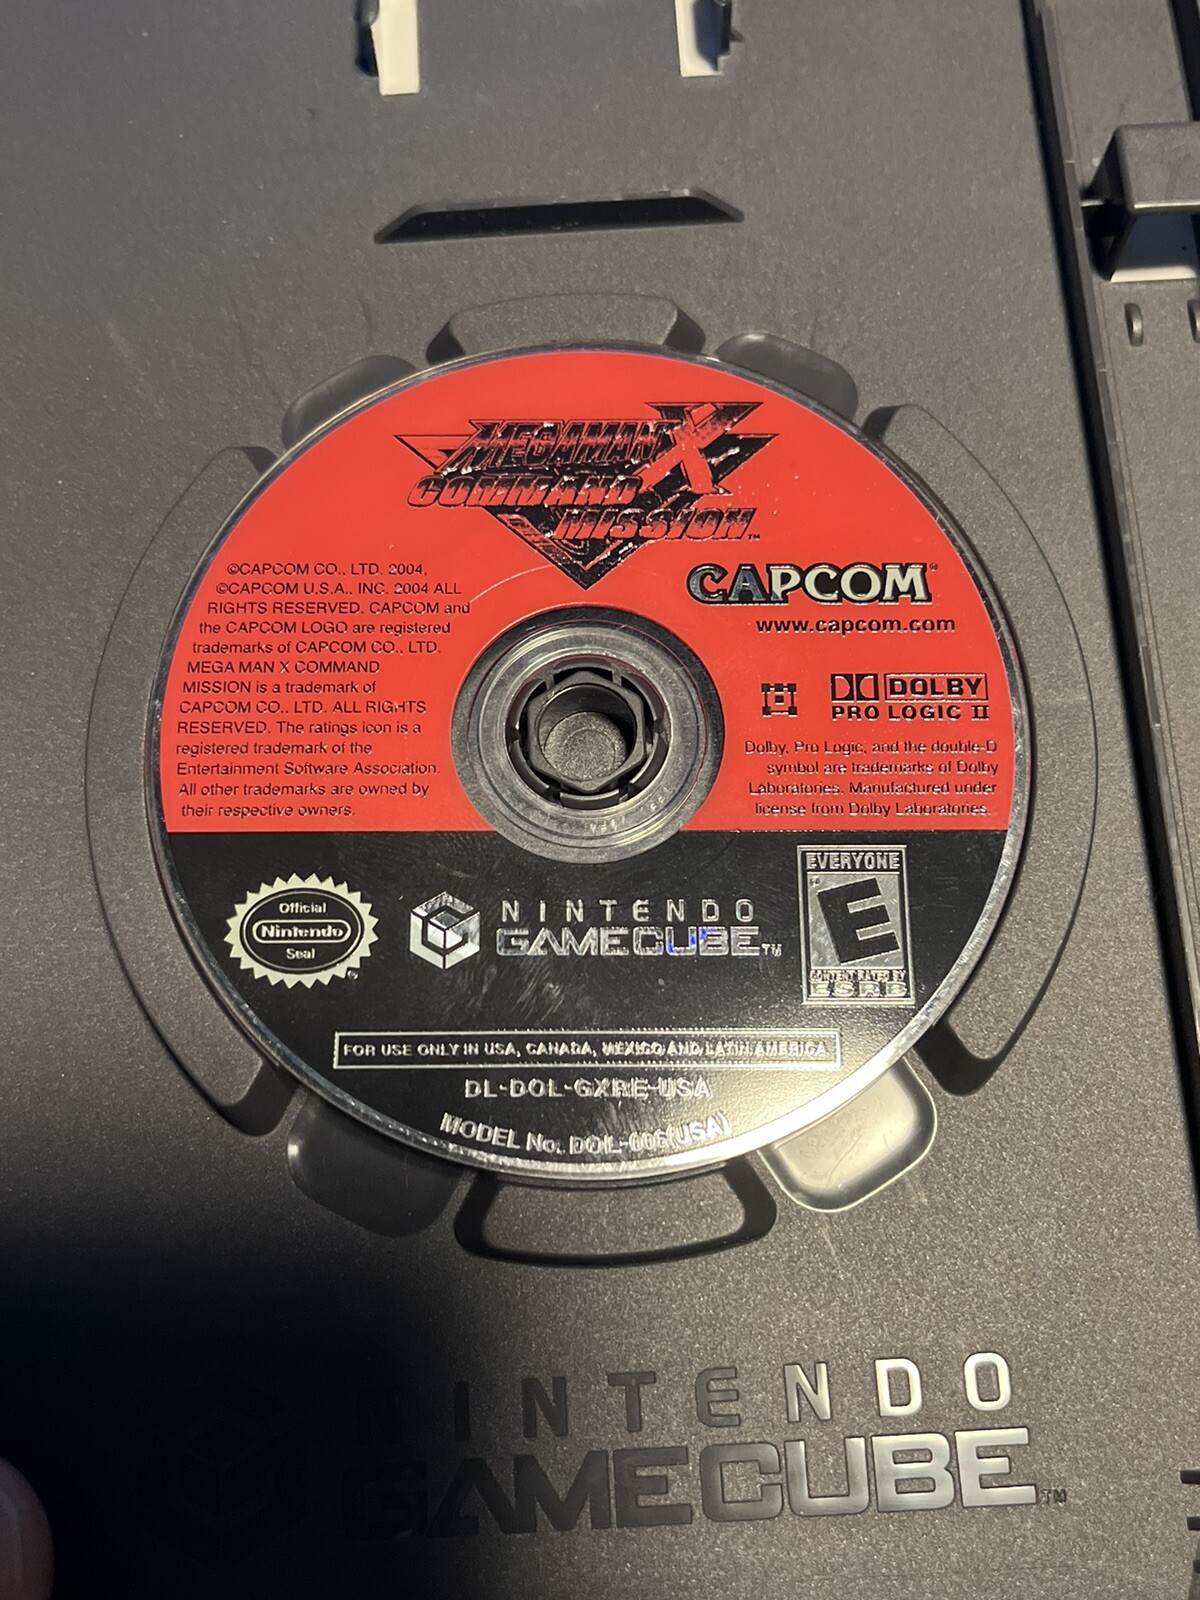 MEGAMAN X
COMMAND
MISSION™
©CAPCOM CO., LTD. 2004,
©CAPCOM U.S.A., INC. 2004 ALL
RIGHTS RESERVED. CAPCOM and
the CAPCOM LOGO are registered
trademarks of CAPCOM CO., LTD.
MEGA MAN X COMMAND
MISSION is a trademark of
CAPCOM CO., LTD. ALL RIGHTS
RESERVED. The ratings icon is a
registered trademark of the
Entertainment Software Association.
All other trademarks are owned by
their respective owners.
CAPCOM®
www.capcom.com
DOLBY
PRO LOGIC II
Dolby, Pro Logic, and the double-D
symbol are trademarks of Dolby
Laboratories. Manufactured under
license from Dolby Laboratories.
Official
Nintendo
Seal
®
NINTENDO
GAMECUBE™
EVERYONE
E
®
CONTENT RATED BY
ESRB
FOR USE ONLY IN USA, CANADA, MEXICO AND LATIN AMERICA
DL-DOL-GXRE-USA
MODEL No. DOL-006(USA)
NINTENDO
GAMECUBE™